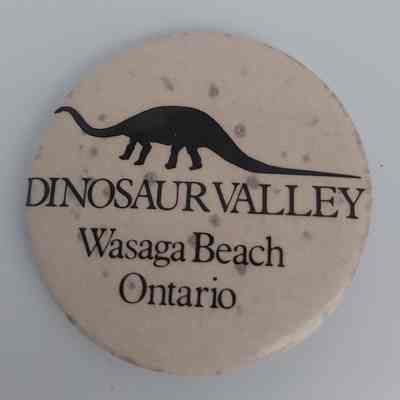 DINOSAUR VALLEY
Wasaga Beach
Ontario